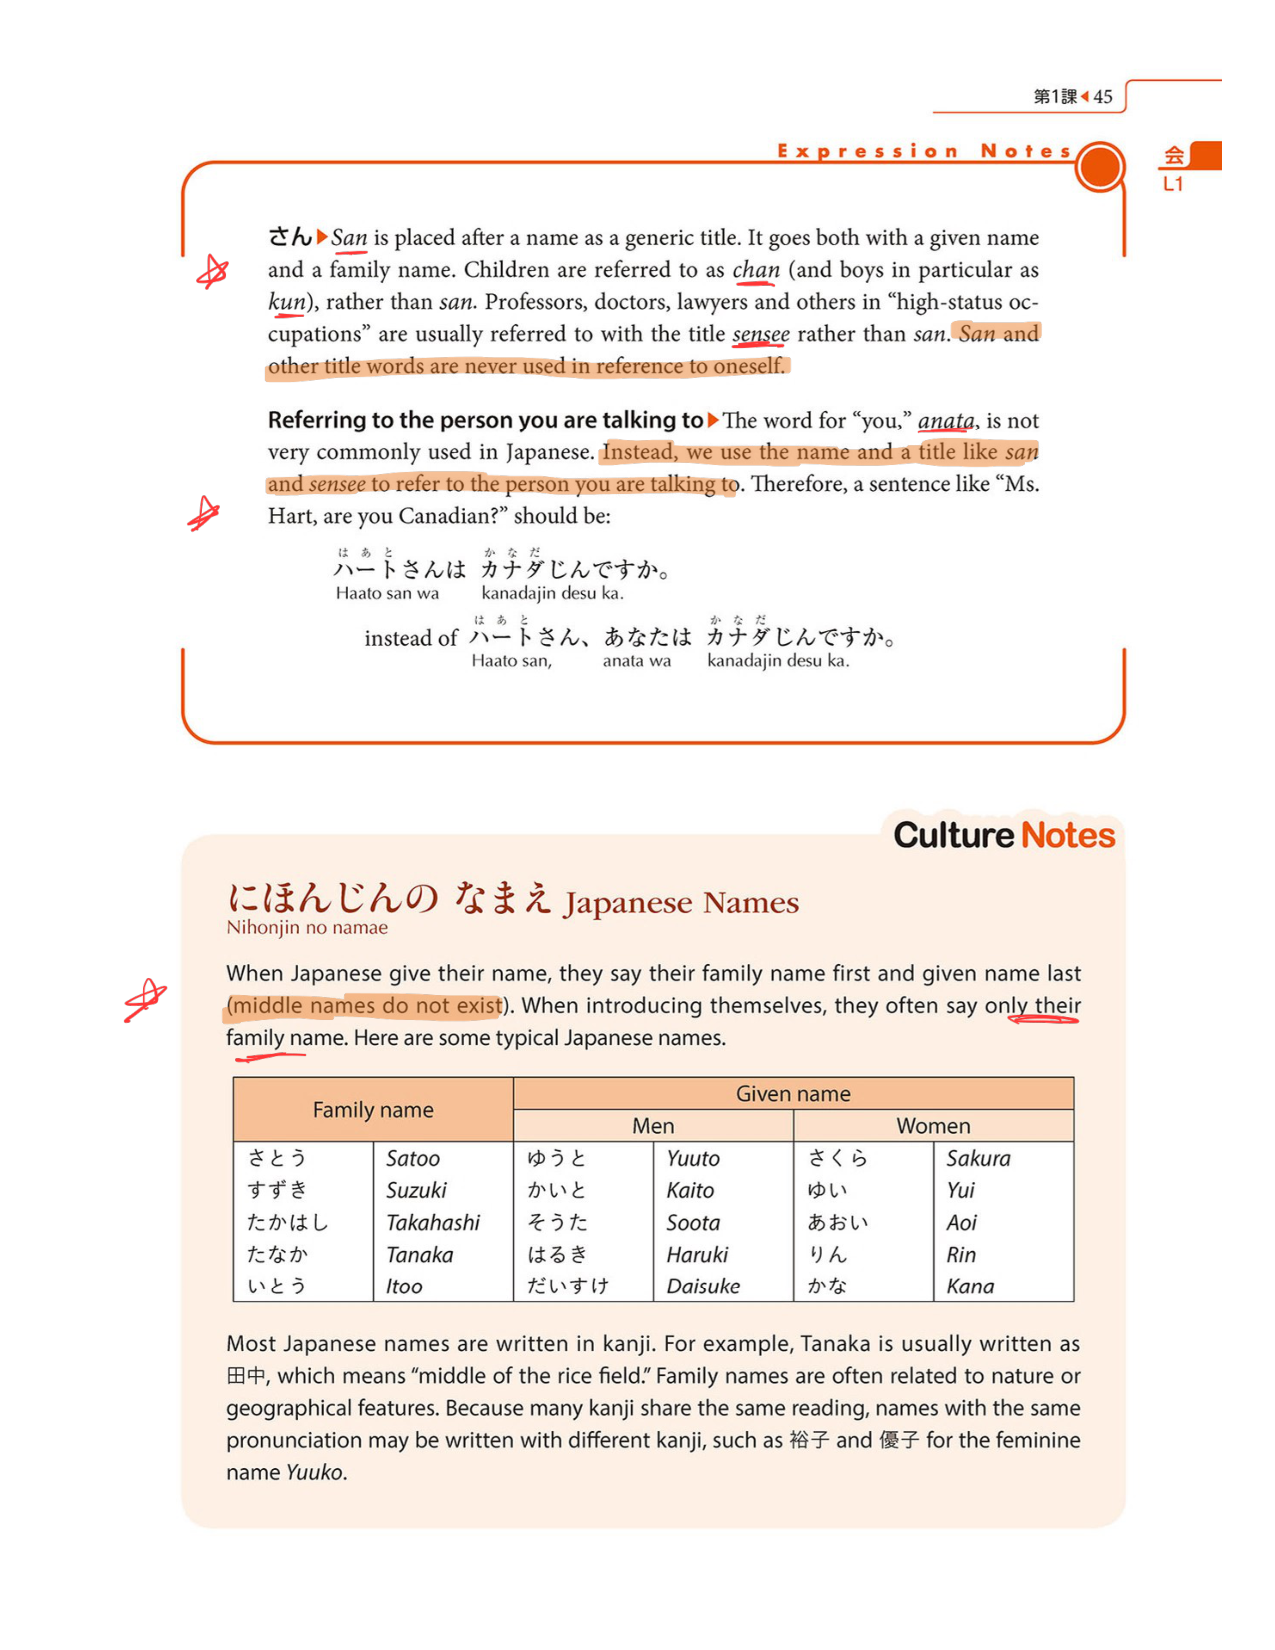 第1課◀45
Expression Notes
会
L1
さん▶San is placed after a name as a generic title. It goes both with a given name
and a family name. Children are referred to as chan (and boys in particular as
kun), rather than san. Professors, doctors, lawyers and others in “high-status oc-
cupations” are usually referred to with the title sensee rather than san. San and
other title words are never used in reference to oneself.
Referring to the person you are talking to▶The word for “you,” anata, is not
very commonly used in Japanese. Instead, we use the name and a title like san
and sensee to refer to the person you are talking to. Therefore, a sentence like “Ms.
Hart, are you Canadian?” should be:
は あ と か な だ
ハートさんは カナダじんですか。
Haato san wa kanadajin desu ka.
は あ と か な だ
instead of ハートさん、あなたは カナダじんですか。
Haato san, anata wa kanadajin desu ka.
Culture Notes
にほんじんの なまえ Japanese Names
Nihonjin no namae
When Japanese give their name, they say their family name first and given name last
(middle names do not exist). When introducing themselves, they often say only their
family name. Here are some typical Japanese names.
Family name Given name
Men Women
さとう Satoo ゆうと Yuuto さくら Sakura
すずき Suzuki かいと Kaito ゆい Yui
たかはし Takahashi そうた Soota あおい Aoi
たなか Tanaka はるき Haruki りん Rin
いとう Itoo だいすけ Daisuke かな Kana
Most Japanese names are written in kanji. For example, Tanaka is usually written as
田中, which means “middle of the rice field.” Family names are often related to nature or
geographical features. Because many kanji share the same reading, names with the same
pronunciation may be written with different kanji, such as 裕子 and 優子 for the feminine
name Yuuko.